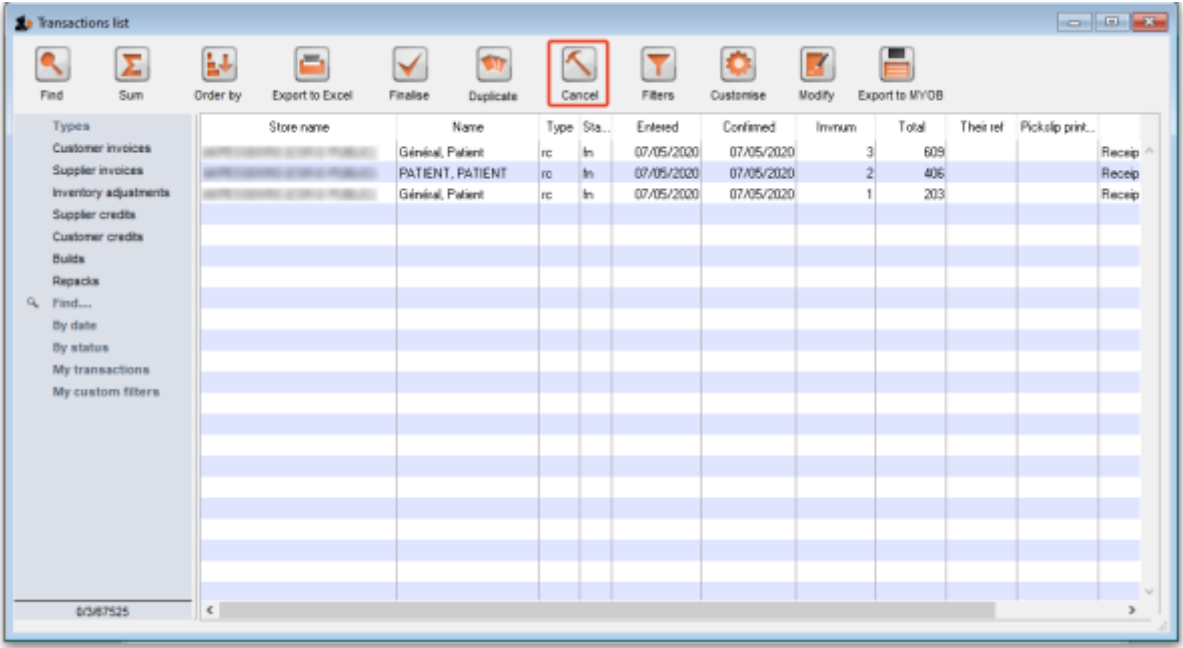 Transactions list
Find Sum Order by Export to Excel Finalise Duplicate Cancel Filters Customise Modify Export to MYOB
Types
Customer invoices
Supplier invoices
Inventory adjustments
Supplier credits
Customer credits
Builds
Repacks
Find...
By date
By status
My transactions
My custom filters
0/3/67525
Store name Name Type Sta... Entered Confirmed Invnum Total Their ref Pickslip print...
Général, Patient rc fn 07/05/2020 07/05/2020 3 609 Receip
PATIENT, PATIENT rc fn 07/05/2020 07/05/2020 2 406 Receip
Général, Patient rc fn 07/05/2020 07/05/2020 1 203 Receip